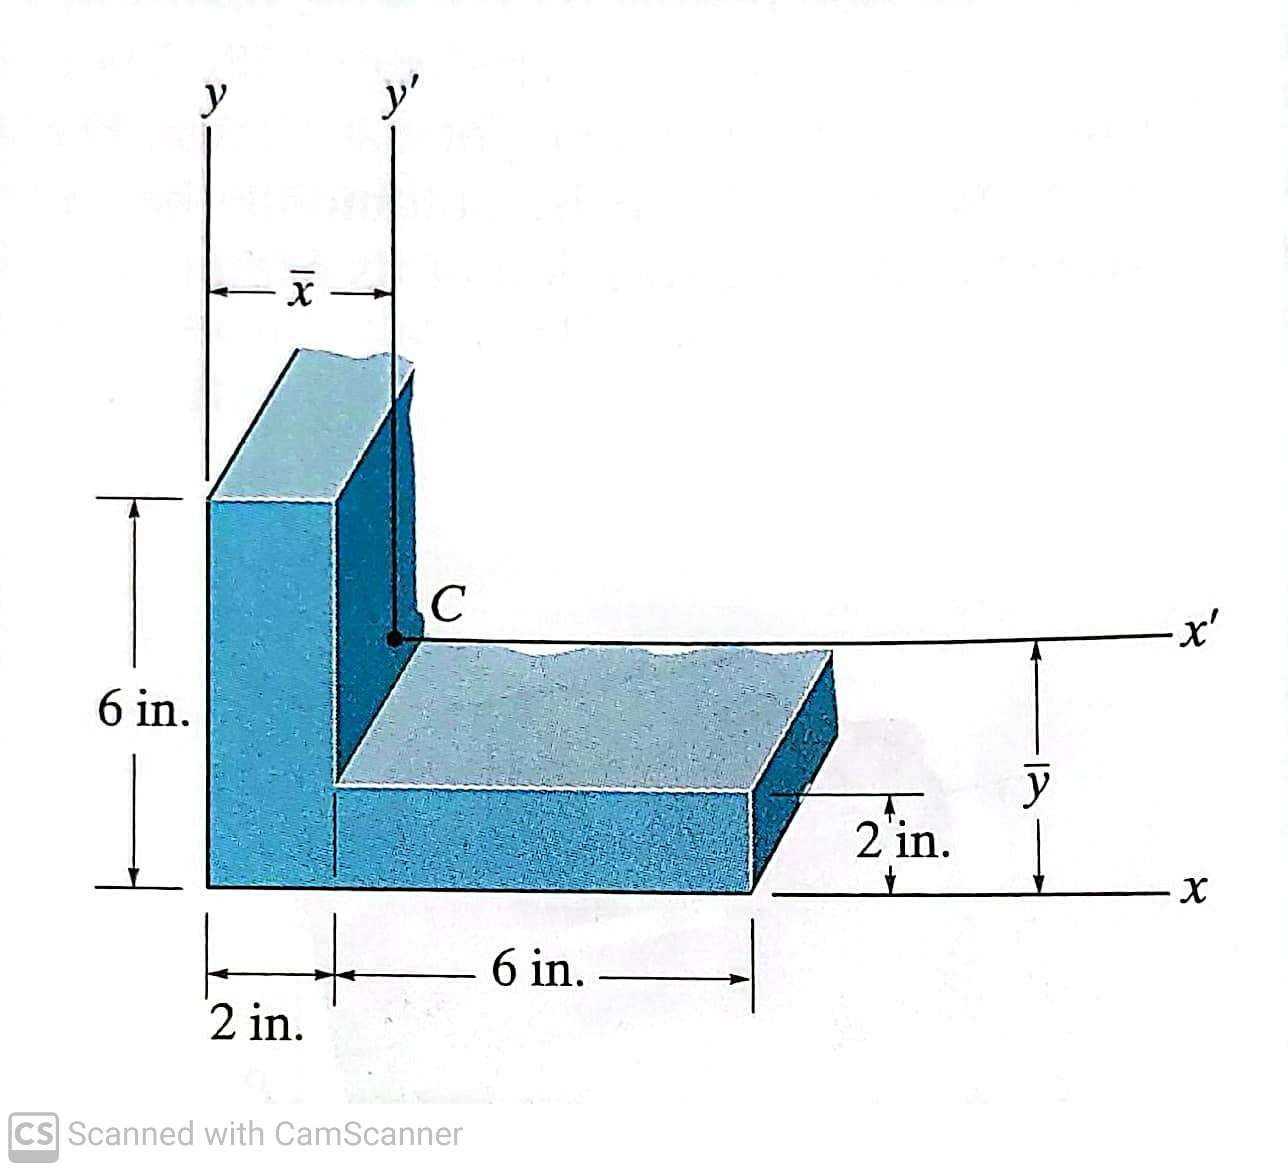 y y'
x̄
C
x'
6 in.
ȳ
2 in.
x
6 in.
2 in.
CS Scanned with CamScanner